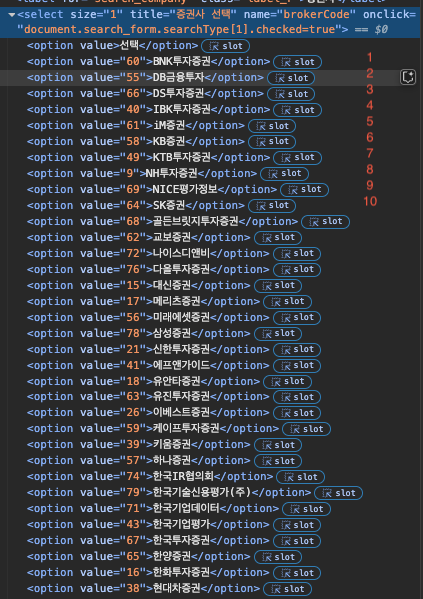 ▼<select size="1" title="증권사 선택" name="brokerCode" onclick=
"document.search_form.searchType[1].checked=true"> == $0
<option value>선택</option> slot
<option value="60">BNK투자증권</option> slot 1
<option value="55">DB금융투자</option> slot 2
<option value="66">DS투자증권</option> slot 3
<option value="40">IBK투자증권</option> slot 4
<option value="61">iM증권</option> slot 5
<option value="58">KB증권</option> slot 6
<option value="49">KTB투자증권</option> slot 7
<option value="9">NH투자증권</option> slot 8
<option value="69">NICE평가정보</option> slot 9
<option value="64">SK증권</option> slot 10
<option value="68">골든브릿지투자증권</option> slot
<option value="62">교보증권</option> slot
<option value="72">나이스디앤비</option> slot
<option value="76">다올투자증권</option> slot
<option value="15">대신증권</option> slot
<option value="17">메리츠증권</option> slot
<option value="56">미래에셋증권</option> slot
<option value="78">삼성증권</option> slot
<option value="21">신한투자증권</option> slot
<option value="41">에프앤가이드</option> slot
<option value="18">유안타증권</option> slot
<option value="63">유진투자증권</option> slot
<option value="26">이베스트증권</option> slot
<option value="59">케이프투자증권</option> slot
<option value="39">키움증권</option> slot
<option value="57">하나증권</option> slot
<option value="74">한국IR협의회</option> slot
<option value="79">한국기술신용평가(주)</option> slot
<option value="71">한국기업데이터</option> slot
<option value="43">한국기업평가</option> slot
<option value="67">한국투자증권</option> slot
<option value="65">한양증권</option> slot
<option value="16">한화투자증권</option> slot
<option value="38">현대차증권</option> slot